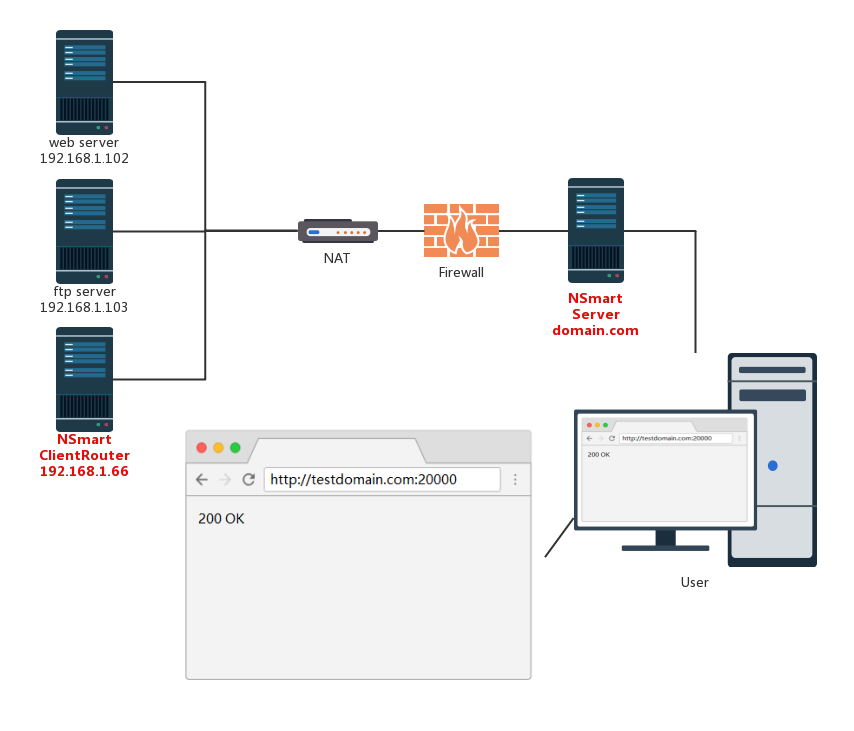 web server
192.168.1.102
ftp server
192.168.1.103
NSmart
ClientRouter
192.168.1.66
NAT
Firewall
NSmart
Server
domain.com
http://testdomain.com:20000
200 OK
http://testdomain.com:20000
200 OK
User